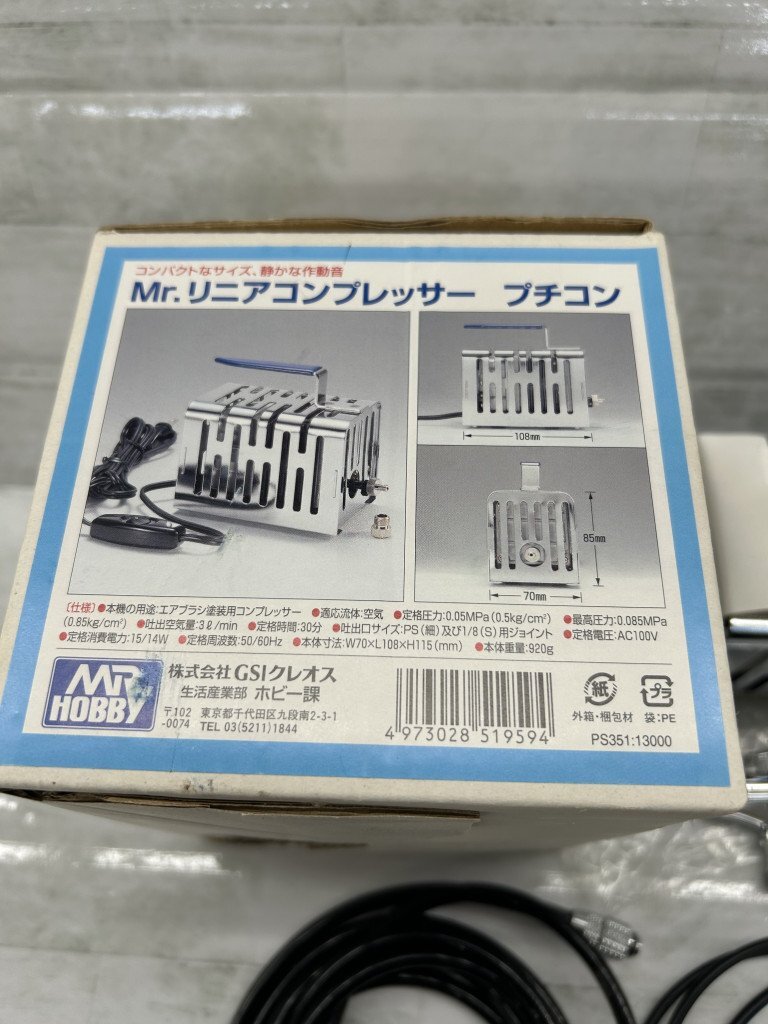 コンパクトなサイズ、静かな作動音
Mr.リニアコンプレッサー プチコン
108mm
85mm
70mm
〔仕様〕●本機の用途:エアブラシ塗装用コンプレッサー ●適応流体:空気 ●定格圧力:0.05MPa(0.5kg/cm²) ●最高圧力:0.085MPa
(0.85kg/cm²) ●吐出空気量:3ℓ/min ●定格時間:30分 ●吐出口サイズ:PS(細)及び1/8(S)用ジョイント ●定格電圧:AC100V
●定格消費電力:15/14W ●定格周波数:50/60Hz ●本体寸法:W70×L108×H115(mm) ●本体重量:920g
MR HOBBY
株式会社GSIクレオス
生活産業部 ホビー課
〒102-0074 東京都千代田区九段南2-3-1
TEL 03(5211)1844
4 973028 519594
紙
外箱・梱包材
プラ
袋:PE
PS351:13000